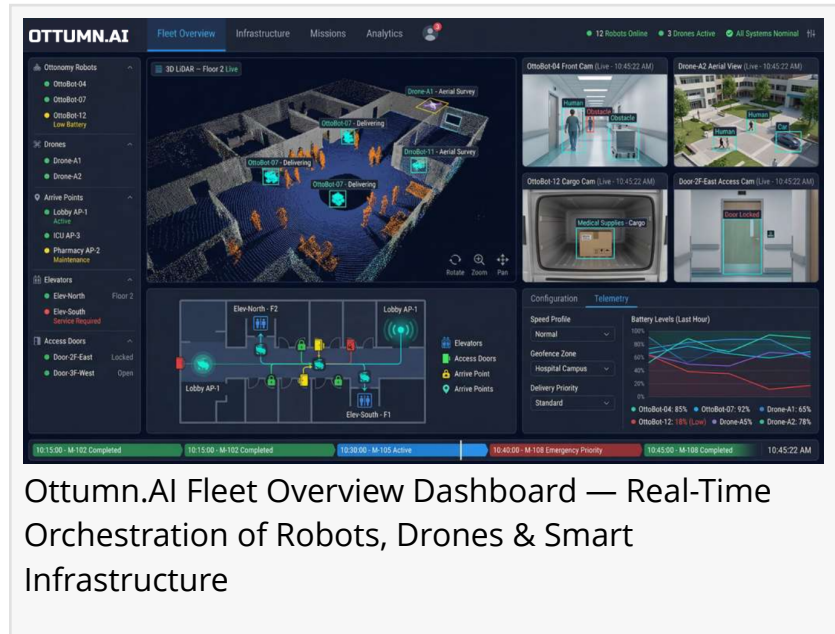 OTTUMN.AI
Fleet Overview
Infrastructure
Missions
Analytics
3
12 Robots Online
3 Drones Active
All Systems Nominal
Ottonomy Robots
OttoBot-04
OttoBot-07
OttoBot-12
Low Battery
Drones
Drone-A1
Drone-A2
Arrive Points
Lobby AP-1
Active
ICU AP-3
Pharmacy AP-2
Maintenance
Elevators
Elev-North Floor 2
Elev-South
Service Required
Access Doors
Door-2F-East Locked
Door-3F-West Open
3D LiDAR – Floor 2 Live
Drone-A1 - Aerial Survey
OttoBot-07 - Delivering
OttoBot-07 - Delivering
OttoBot-07 - Delivering
Rotate Zoom Pan
OttoBot-04 Front Cam (Live - 10:45:22 AM)
Human
Obstacle
Obstacle
Drone-A2 Aerial View (Live - 10:45:22 AM)
Human
Human
Car
OttoBot-12 Cargo Cam (Live - 10:45:22 AM)
Medical Supplies - Cargo
Door-2F-East Access Cam (Live - 10:45:22 AM)
Door Locked
Elev-North - F2
Lobby AP-1
Lobby AP-1
Elev-South - F1
Elevators
Access Doors
Arrive Point
Arrive Points
Configuration
Telemetry
Speed Profile
Normal
Geofence Zone
Hospital Campus
Delivery Priority
Standard
Battery Levels (Last Hour)
100%
80%
60%
40%
20%
0%
OttoBot-04: 85% OttoBot-07: 92% Drone-A1: 65%
OttoBot-12: 18% (Low) Drone-A5% Drone-A2: 78%
10:15:00 - M-102 Completed
10:15:00 - M-102 Completed
10:30:00 - M-105 Active
10:40:00 - M-108 Emergency Priority
10:45:00 - M-108 Completed
10:45:22 AM
Ottumn.AI Fleet Overview Dashboard — Real-Time
Orchestration of Robots, Drones & Smart
Infrastructure